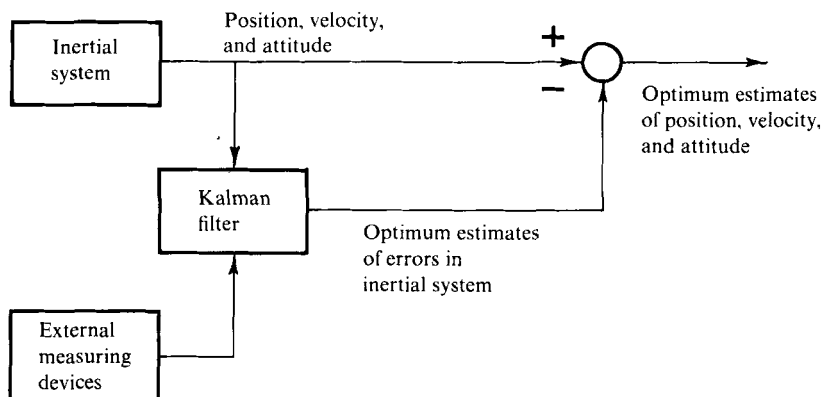 Inertial
system
Position, velocity,
and attitude
+
−
Optimum estimates
of position, velocity,
and attitude
Kalman
filter
Optimum estimates
of errors in
inertial system
External
measuring
devices